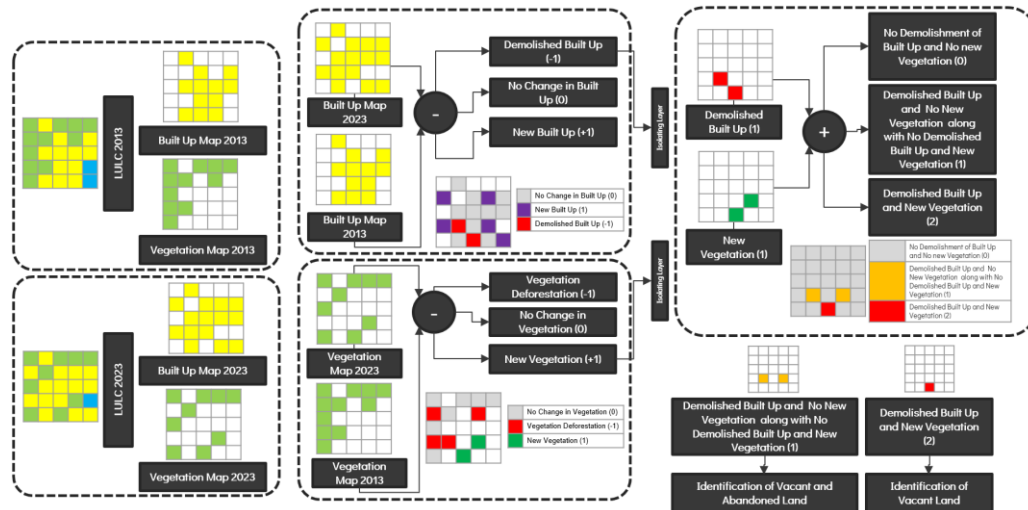 LULC 2013
Built Up Map 2013
Vegetation Map 2013
LULC 2023
Built Up Map 2023
Vegetation Map 2023
Built Up Map
2023
Built Up Map
2013
-
Demolished Built Up
(-1)
No Change in Built
Up (0)
New Built Up (+1)
No Change in Built Up (0)
New Built Up (1)
Demolished Built Up (-1)
Vegetation
Map 2023
Vegetation
Map 2013
-
Vegetation
Deforestation (-1)
No Change in
Vegetation (0)
New Vegetation (+1)
No Change in Vegetation (0)
Vegetation Deforestation (-1)
New Vegetation (1)
Isolating Layer
Isolating Layer
Demolished
Built Up (1)
New
Vegetation (1)
+
No Demolishment of
Built Up and No new
Vegetation (0)
Demolished Built Up
and No New
Vegetation along
with No Demolished
Built Up and New
Vegetation (1)
Demolished Built Up
and New Vegetation
(2)
No Demolishment of Built Up
and No new Vegetation (0)
Demolished Built Up and No
New Vegetation along with No
Demolished Built Up and New
Vegetation (1)
Demolished Built Up and New
Vegetation (2)
Demolished Built Up and No New
Vegetation along with No
Demolished Built Up and New
Vegetation (1)
Identification of Vacant and
Abandoned Land
Demolished Built Up
and New Vegetation
(2)
Identification of
Vacant Land